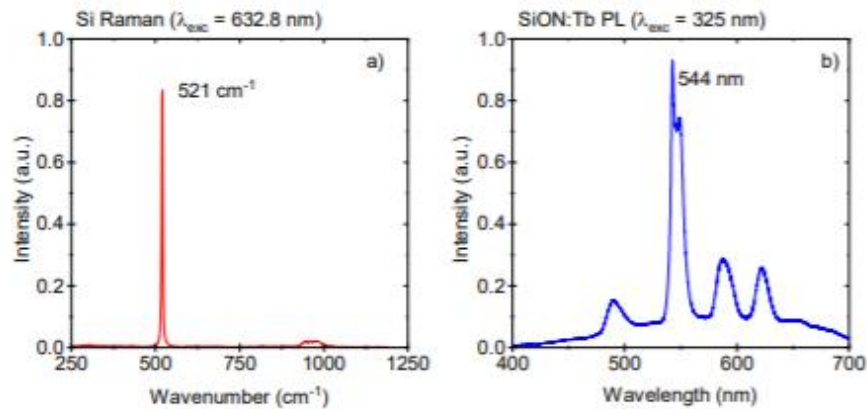 Si Raman (λexc = 632.8 nm)
a)
521 cm⁻¹
Intensity (a.u.)
1.0
0.8
0.6
0.4
0.2
0.0
250 500 750 1000 1250
Wavenumber (cm⁻¹)
SiON:Tb PL (λexc = 325 nm)
b)
544 nm
Intensity (a.u.)
1.0
0.8
0.6
0.4
0.2
0.0
400 500 600 700
Wavelength (nm)